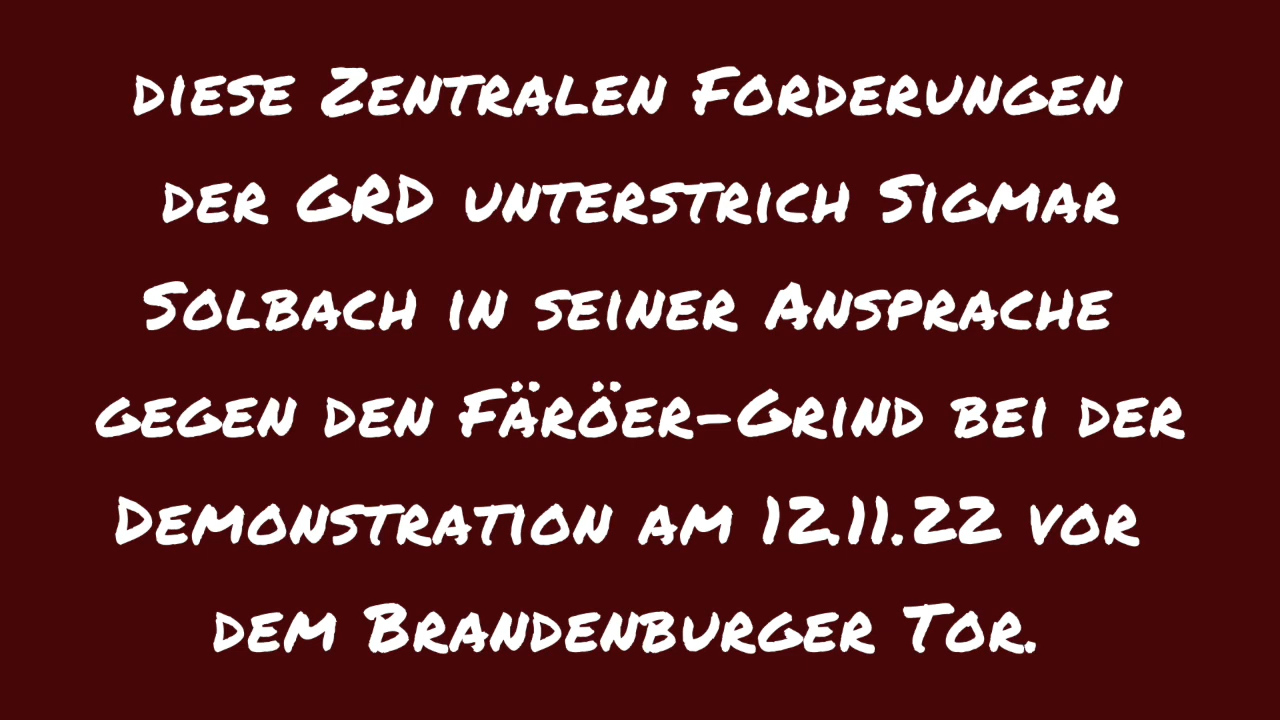 diese Zentralen Forderungen
der GRD unterstrich Sigmar
Solbach in seiner Ansprache
gegen den Färöer-Grind bei der
Demonstration am 12.11.22 vor
dem Brandenburger Tor.